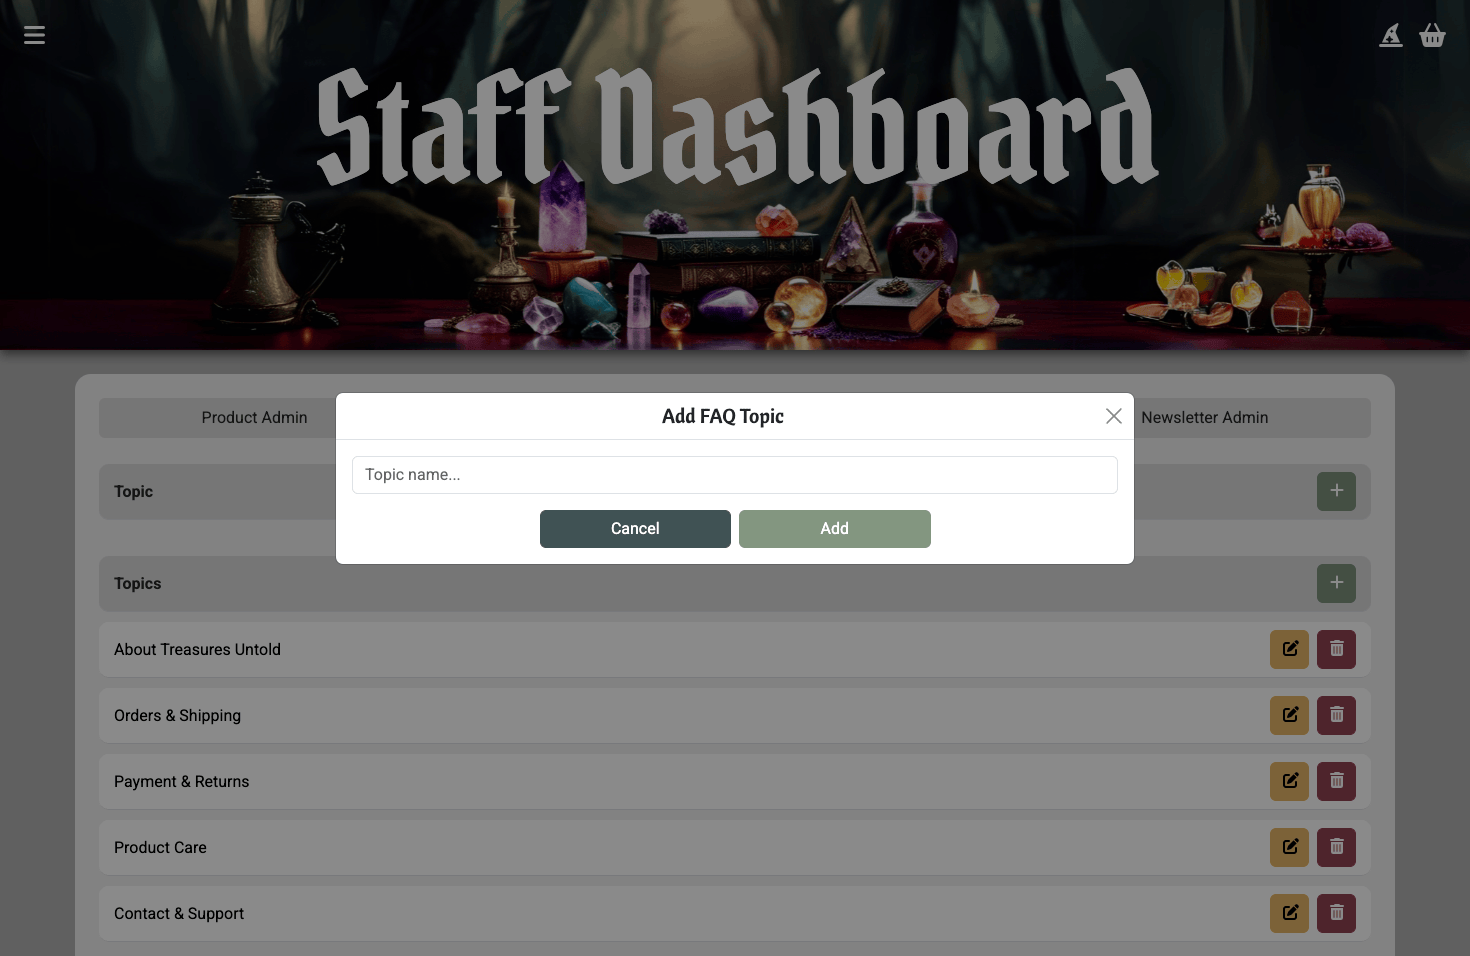 Staff Dashboard
Product Admin
Newsletter Admin
Add FAQ Topic
Topic name...
Cancel
Add
Topic
Topics
About Treasures Untold
Orders & Shipping
Payment & Returns
Product Care
Contact & Support